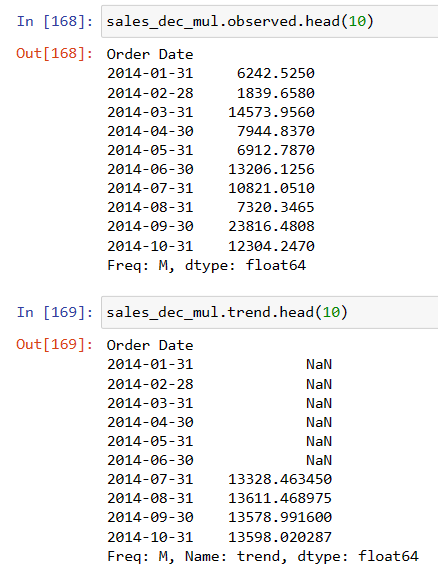 In [168]: sales_dec_mul.observed.head(10)
Out[168]: Order Date
2014-01-31     6242.5250
2014-02-28     1839.6580
2014-03-31    14573.9560
2014-04-30     7944.8370
2014-05-31     6912.7870
2014-06-30    13206.1256
2014-07-31    10821.0510
2014-08-31     7320.3465
2014-09-30    23816.4808
2014-10-31    12304.2470
Freq: M, dtype: float64
In [169]: sales_dec_mul.trend.head(10)
Out[169]: Order Date
2014-01-31             NaN
2014-02-28             NaN
2014-03-31             NaN
2014-04-30             NaN
2014-05-31             NaN
2014-06-30             NaN
2014-07-31    13328.463450
2014-08-31    13611.468975
2014-09-30    13578.991600
2014-10-31    13598.020287
Freq: M, Name: trend, dtype: float64